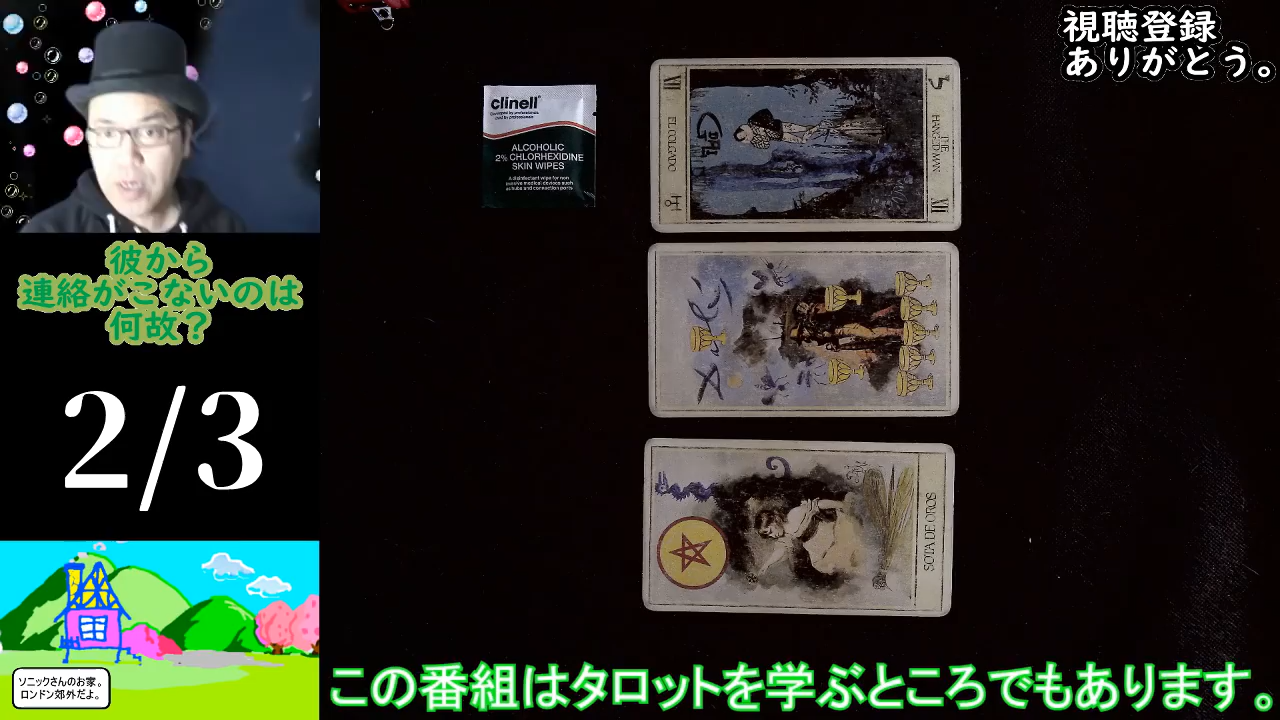 視聴登録
ありがとう。
clinell
ALCOHOLIC
2% CHLORHEXIDINE
SKIN WIPES
THE
HANGED MAN
XII
EL COLGADO
XII
SOTA DE OROS
彼から
連絡がこないのは
何故？
2/3
ソニックさんのお家。
ロンドン郊外だよ。
この番組はタロットを学ぶところでもあります。